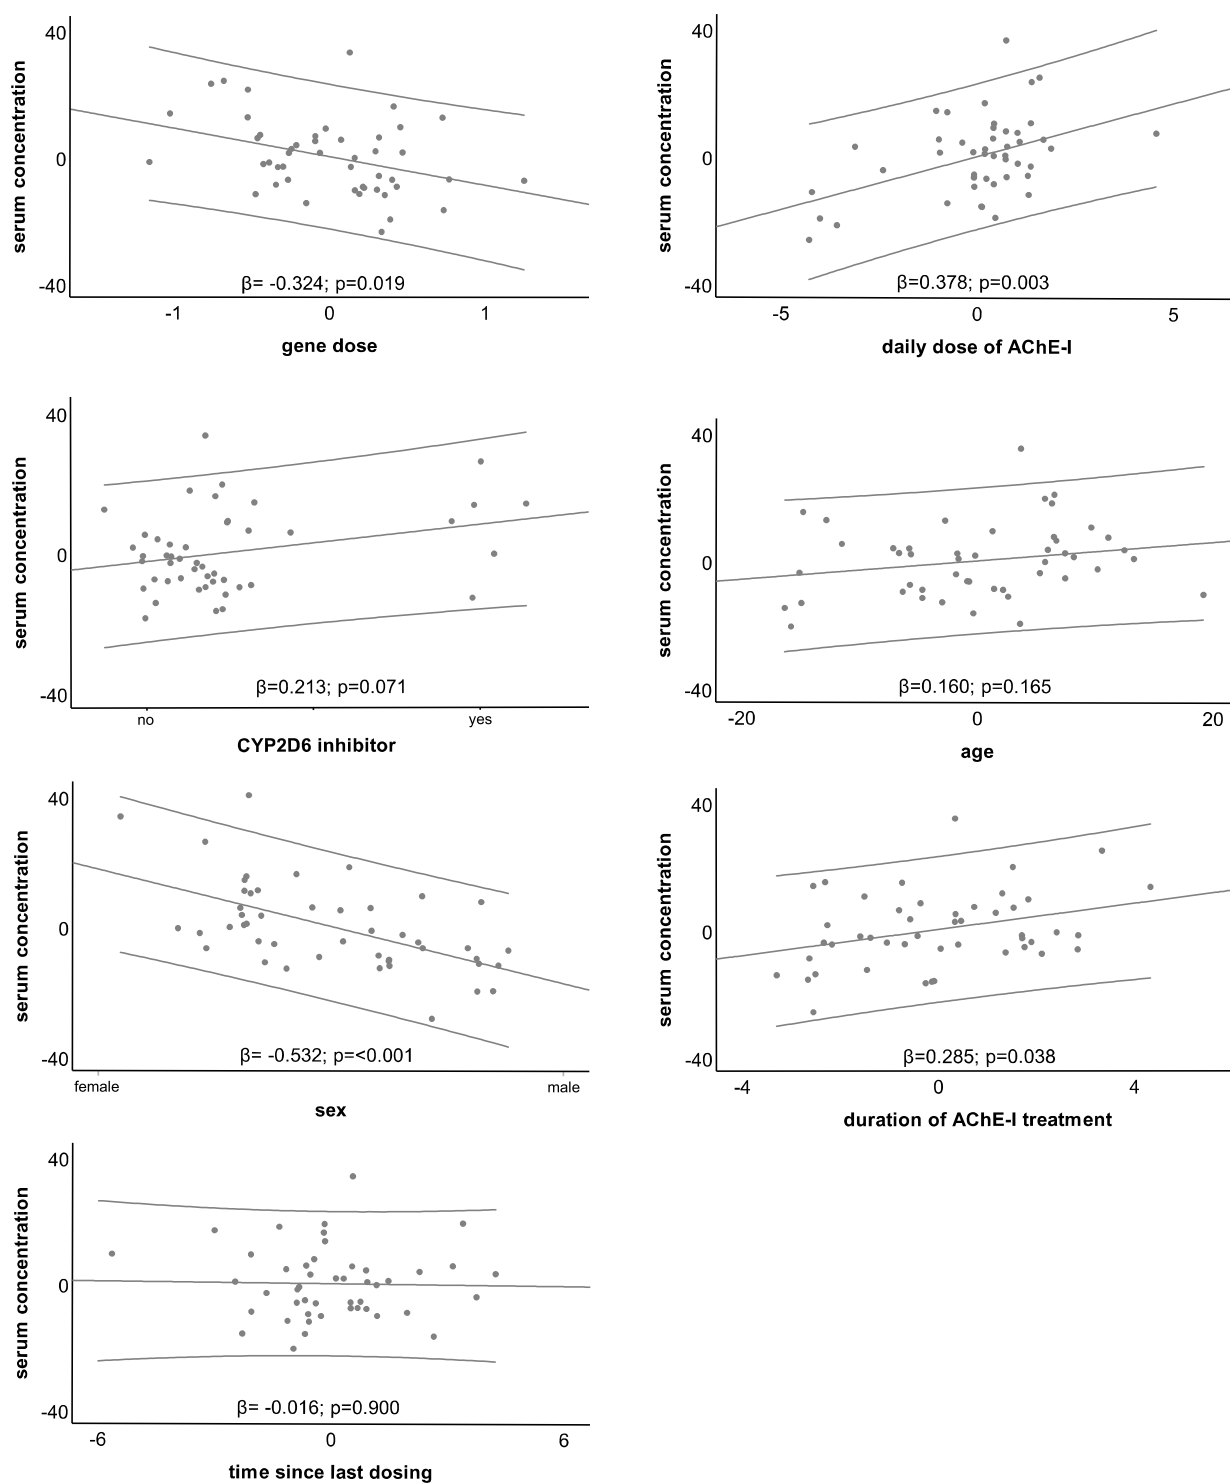 serum concentration
40
0
-40
β= -0.324; p=0.019
-1 0 1
gene dose
serum concentration
40
0
-40
β=0.378; p=0.003
-5 0 5
daily dose of AChE-I
serum concentration
40
0
-40
β=0.213; p=0.071
no yes
CYP2D6 inhibitor
serum concentration
40
0
-40
β=0.160; p=0.165
-20 0 20
age
serum concentration
40
0
-40
β= -0.532; p=<0.001
female male
sex
serum concentration
40
0
-40
β=0.285; p=0.038
-4 0 4
duration of AChE-I treatment
serum concentration
40
0
-40
β= -0.016; p=0.900
-6 0 6
time since last dosing